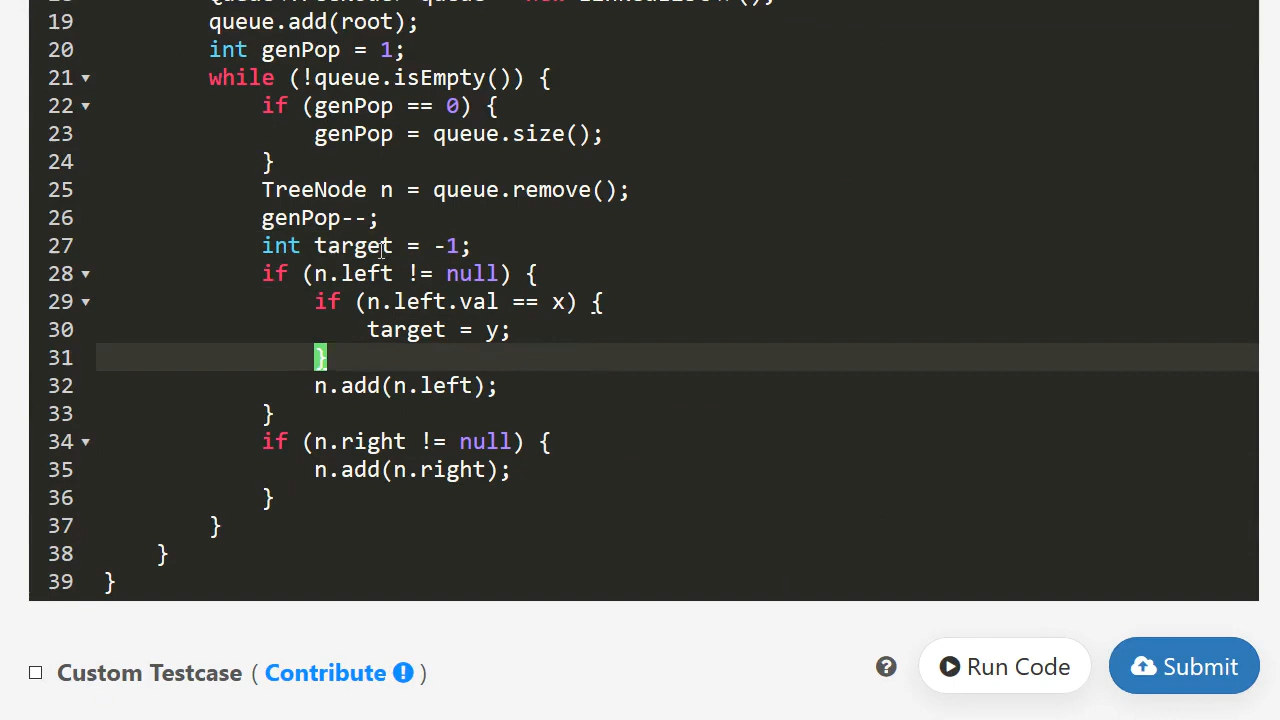 19 queue.add(root);
20 int genPop = 1;
21 while (!queue.isEmpty()) {
22 if (genPop == 0) {
23 genPop = queue.size();
24 }
25 TreeNode n = queue.remove();
26 genPop--;
27 int target = -1;
28 if (n.left != null) {
29 if (n.left.val == x) {
30 target = y;
31 }
32 n.add(n.left);
33 }
34 if (n.right != null) {
35 n.add(n.right);
36 }
37 }
38 }
39 }
Custom Testcase ( Contribute ! ) ? Run Code Submit